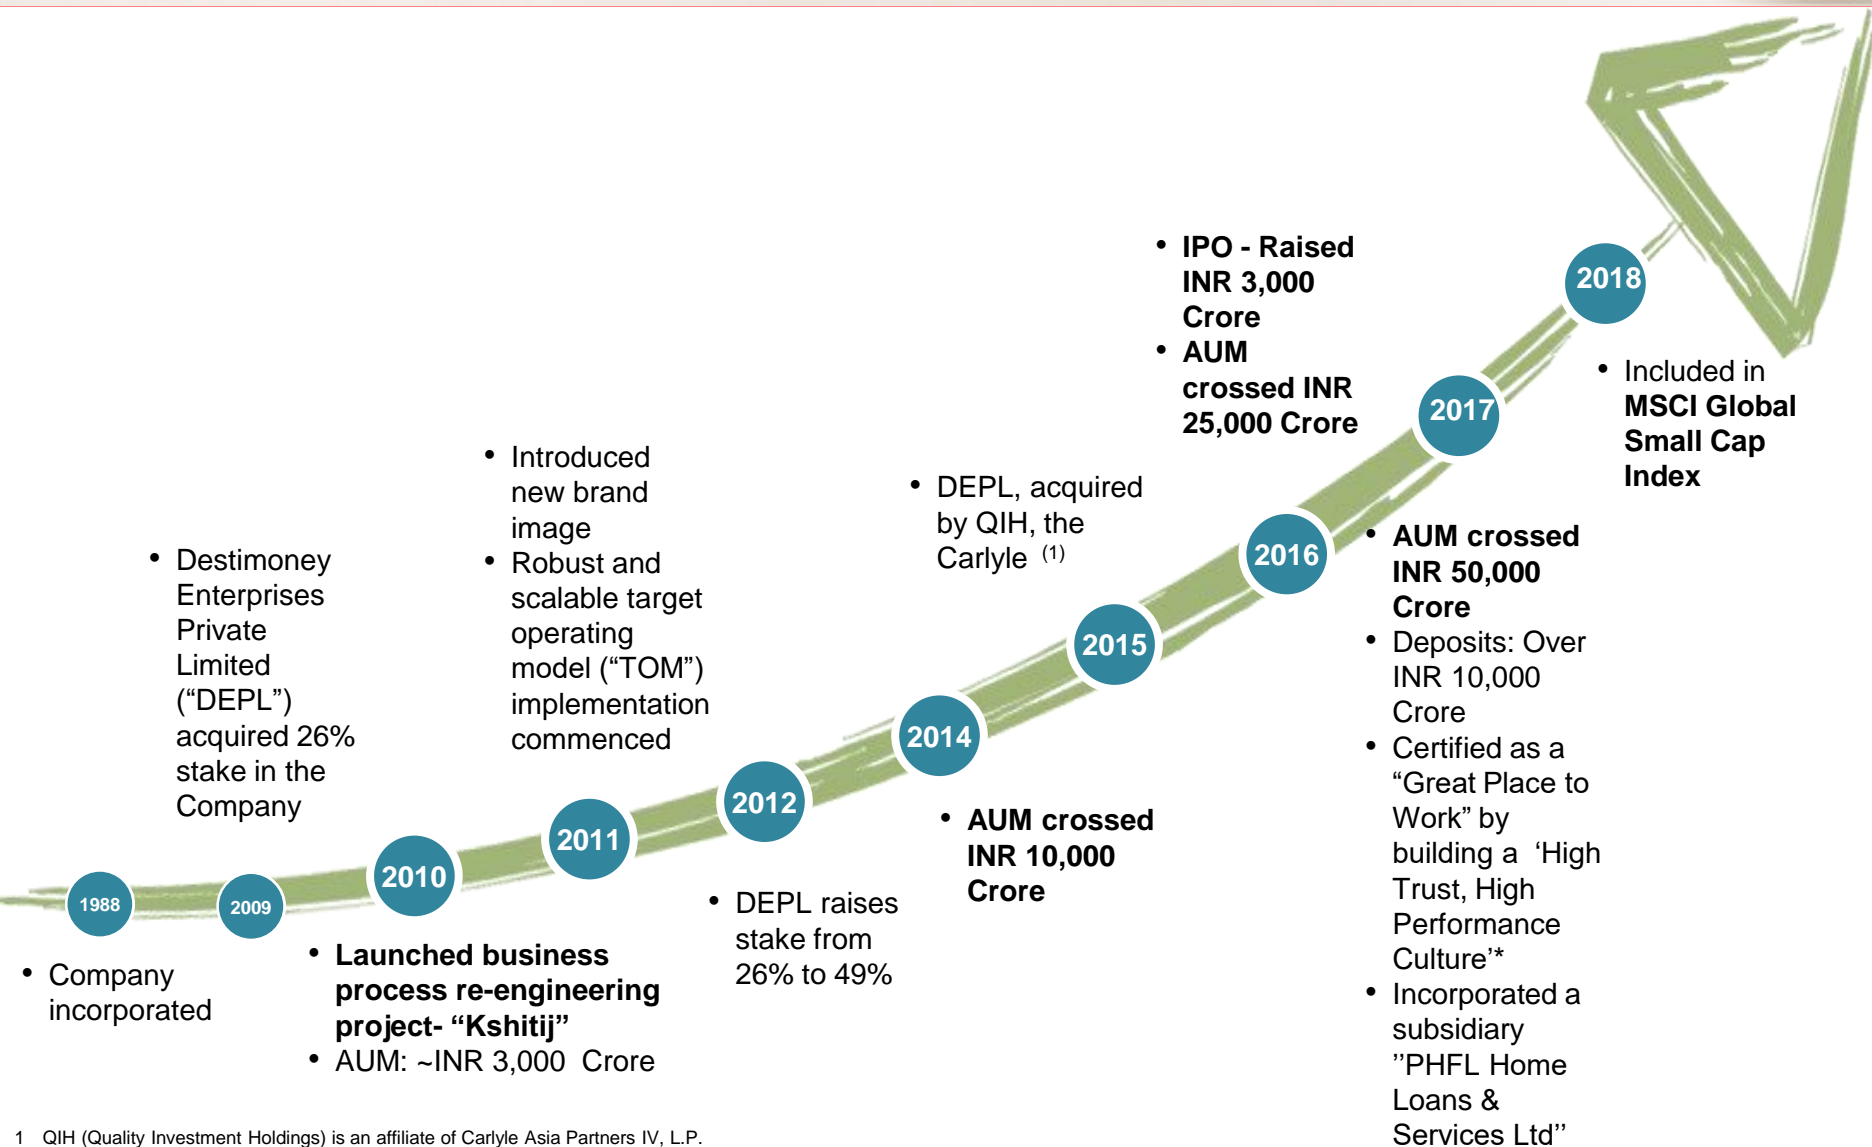 1988
• Company
incorporated
2009
• Destimoney
Enterprises
Private
Limited
(“DEPL”)
acquired 26%
stake in the
Company
2010
• Launched business
process re-engineering
project- “Kshitij”
• AUM: ~INR 3,000 Crore
2011
• Introduced
new brand
image
• Robust and
scalable target
operating
model (“TOM”)
implementation
commenced
2012
• DEPL raises
stake from
26% to 49%
2014
• AUM crossed
INR 10,000
Crore
2015
• DEPL, acquired
by QIH, the
Carlyle (1)
2016
• IPO - Raised
INR 3,000
Crore
• AUM
crossed INR
25,000 Crore
2017
• AUM crossed
INR 50,000
Crore
• Deposits: Over
INR 10,000
Crore
• Certified as a
“Great Place to
Work” by
building a ‘High
Trust, High
Performance
Culture’*
• Incorporated a
subsidiary
’’PHFL Home
Loans &
Services Ltd’’
2018
• Included in
MSCI Global
Small Cap
Index
1 QIH (Quality Investment Holdings) is an affiliate of Carlyle Asia Partners IV, L.P.